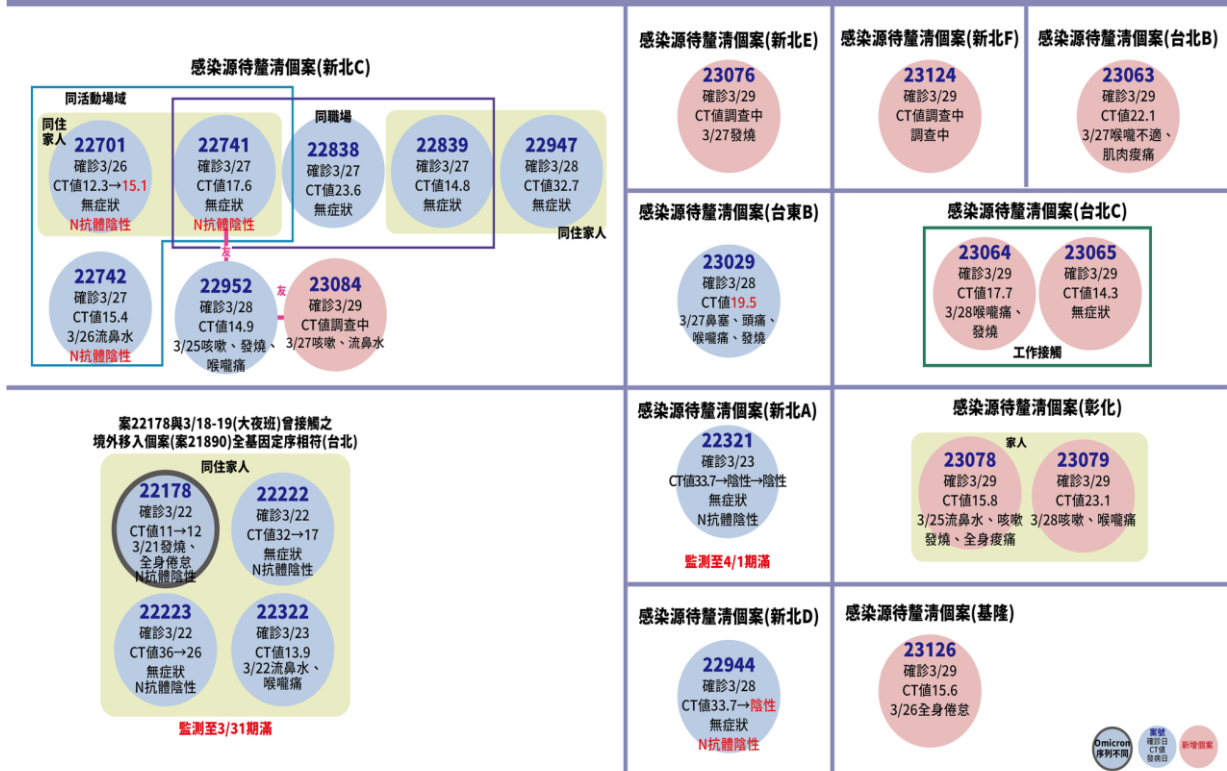 感染源待釐清個案(新北C)
同活動場域
同住
家人
22701
確診3/26
CT值12.3→15.1
無症狀
N抗體陰性
22741
確診3/27
CT值17.6
無症狀
N抗體陰性
同職場
22838
確診3/27
CT值23.6
無症狀
22839
確診3/27
CT值14.8
無症狀
22947
確診3/28
CT值32.7
無症狀
同住家人
22742
確診3/27
CT值15.4
3/26流鼻水
N抗體陰性
友
22952
確診3/28
CT值14.9
3/25咳嗽、發燒、
喉嚨痛
友
23084
確診3/29
CT值調查中
3/27咳嗽、流鼻水
感染源待釐清個案(新北E)
23076
確診3/29
CT值調查中
3/27發燒
感染源待釐清個案(新北F)
23124
確診3/29
CT值調查中
調查中
感染源待釐清個案(台北B)
23063
確診3/29
CT值22.1
3/27喉嚨不適、
肌肉痠痛
感染源待釐清個案(台東B)
23029
確診3/28
CT值19.5
3/27鼻塞、頭痛、
喉嚨痛、發燒
感染源待釐清個案(台北C)
23064
確診3/29
CT值17.7
3/28喉嚨痛、
發燒
23065
確診3/29
CT值14.3
無症狀
工作接觸
案22178與3/18-19(大夜班)曾接觸之
境外移入個案(案21890)全基因定序相符(台北)
同住家人
22178
確診3/22
CT值11→12
3/21發燒、
全身倦怠
N抗體陰性
22222
確診3/22
CT值32→17
無症狀
N抗體陰性
22223
確診3/22
CT值36→26
無症狀
N抗體陰性
22322
確診3/23
CT值13.9
3/22流鼻水、
喉嚨痛
監測至3/31期滿
感染源待釐清個案(新北A)
22321
確診3/23
CT值33.7→陰性→陰性
無症狀
N抗體陰性
監測至4/1期滿
感染源待釐清個案(彰化)
家人
23078
確診3/29
CT值15.8
3/25流鼻水、咳嗽
發燒、全身痠痛
23079
確診3/29
CT值23.1
3/28咳嗽、喉嚨痛
感染源待釐清個案(新北D)
22944
確診3/28
CT值33.7→陰性
無症狀
N抗體陰性
感染源待釐清個案(基隆)
23126
確診3/29
CT值15.6
3/26全身倦怠
Omicron
序列不同
案號
確診日
CT值
發病日
新增個案